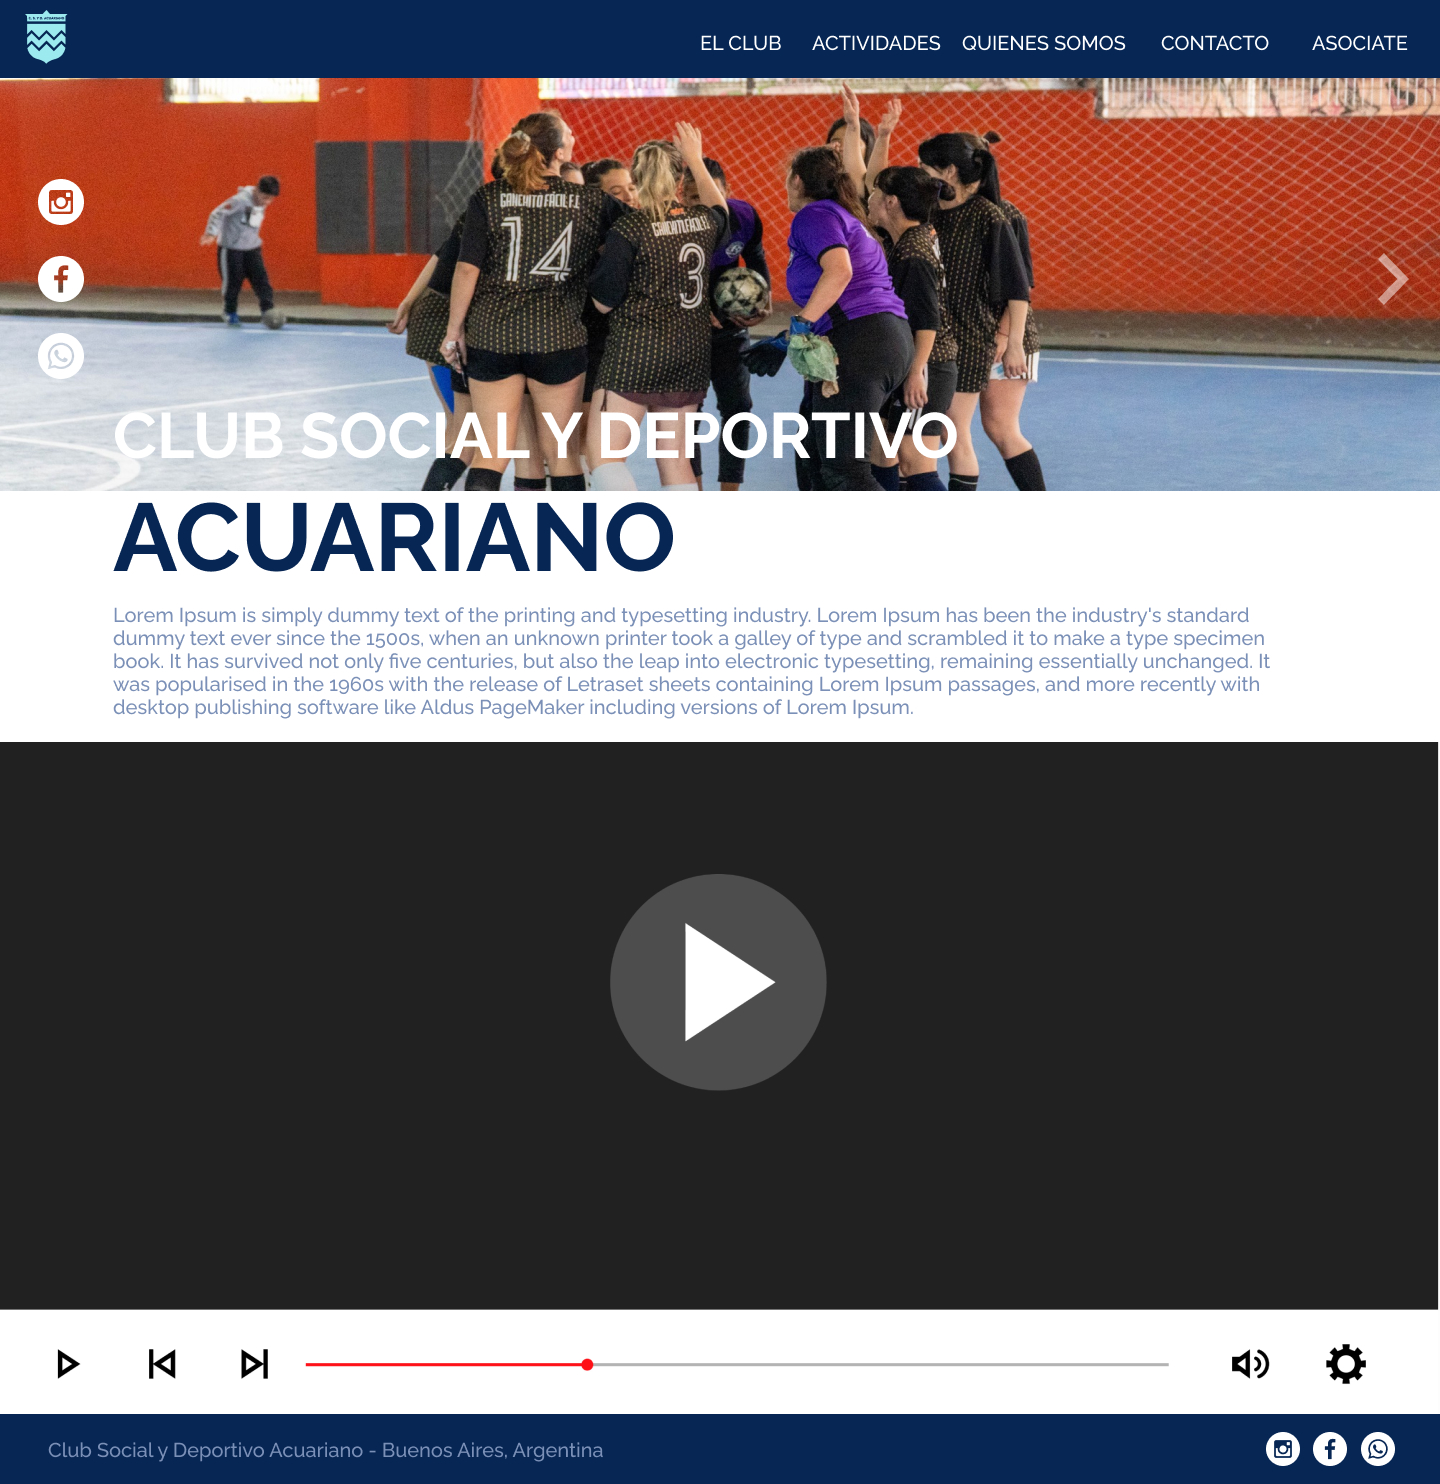 C. S. Y D. ACUARIANO
EL CLUB ACTIVIDADES QUIENES SOMOS CONTACTO ASOCIATE
GANCHITO FÁCIL F.C.
14
3
CLUB SOCIAL Y DEPORTIVO
ACUARIANO
Lorem Ipsum is simply dummy text of the printing and typesetting industry. Lorem Ipsum has been the industry's standard
dummy text ever since the 1500s, when an unknown printer took a galley of type and scrambled it to make a type specimen
book. It has survived not only five centuries, but also the leap into electronic typesetting, remaining essentially unchanged. It
was popularised in the 1960s with the release of Letraset sheets containing Lorem Ipsum passages, and more recently with
desktop publishing software like Aldus PageMaker including versions of Lorem Ipsum.
Club Social y Deportivo Acuariano - Buenos Aires, Argentina